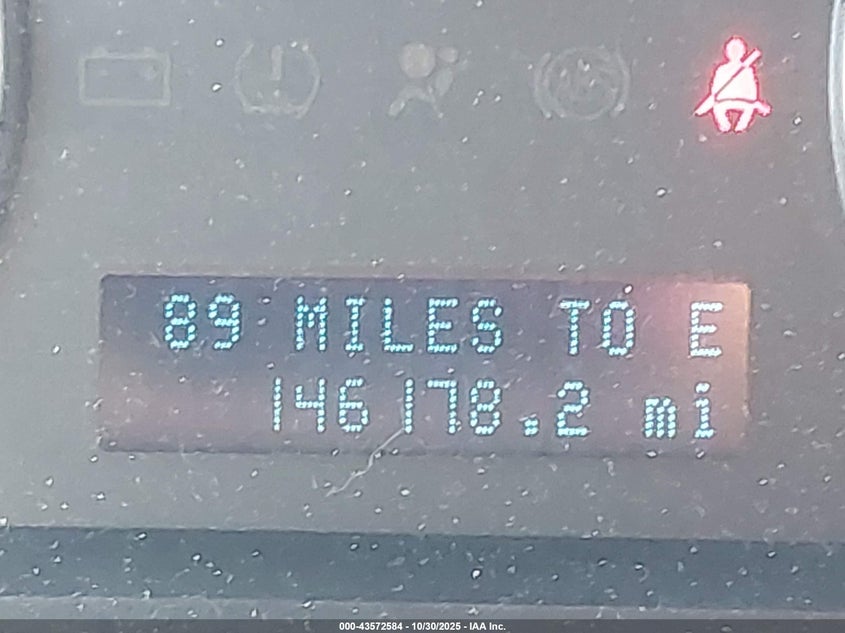 89 MILES TO E
146178.2 mi
000-43572584 - 10/30/2025 - IAA Inc.